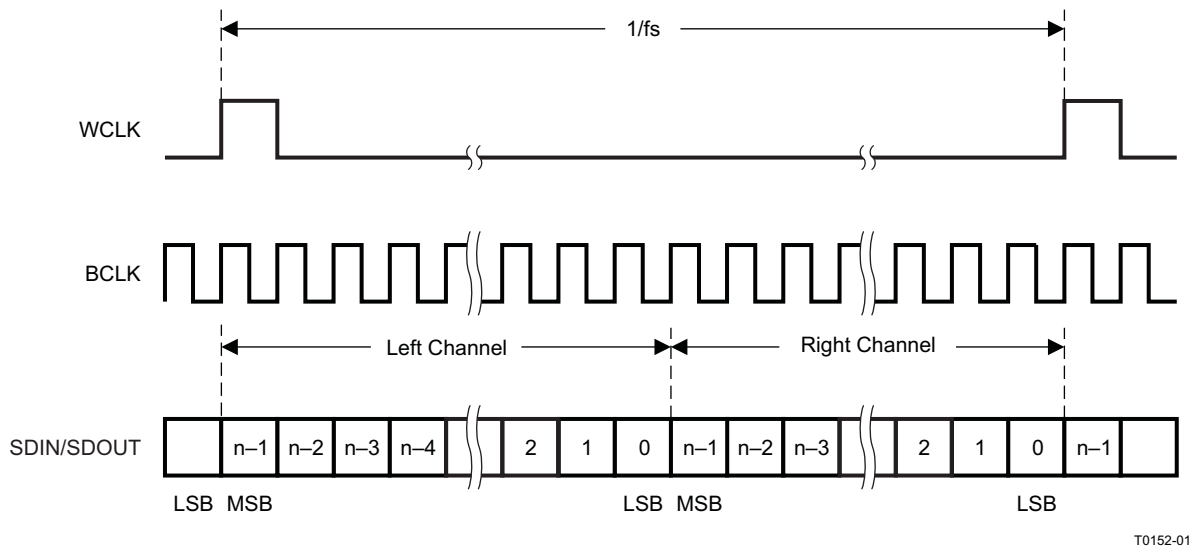 1/fs
WCLK
BCLK
Left Channel Right Channel
SDIN/SDOUT n–1 n–2 n–3 n–4 2 1 0 n–1 n–2 n–3 2 1 0 n–1
LSB MSB LSB MSB LSB
T0152-01